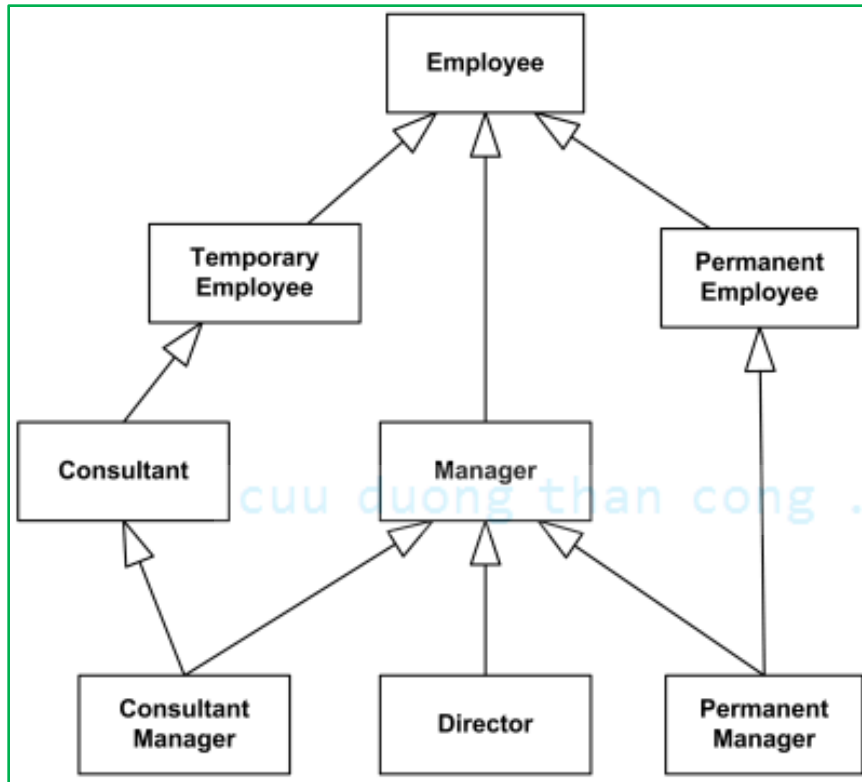 Employee
Temporary
Employee
Permanent
Employee
Consultant
Manager
cuu duong than cong .
Consultant
Manager
Director
Permanent
Manager